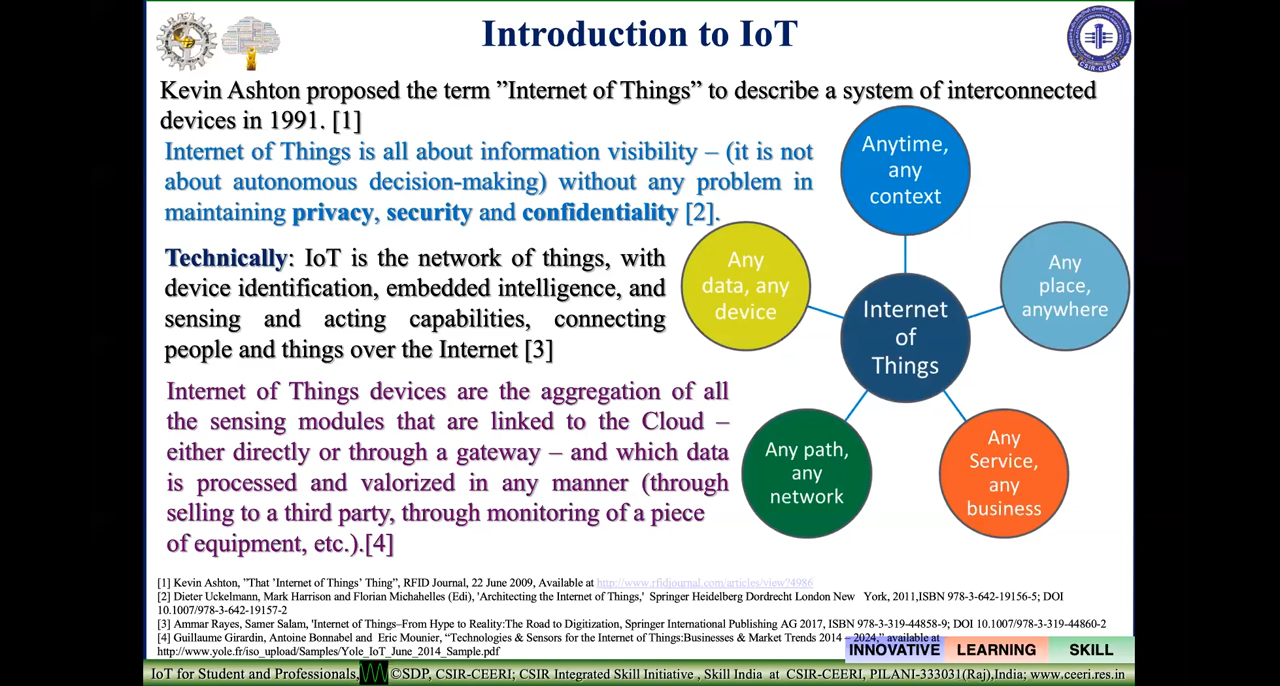 Introduction to IoT
CSIR-CEERI
Kevin Ashton proposed the term ”Internet of Things” to describe a system of interconnected
devices in 1991. [1]
Internet of Things is all about information visibility – (it is not
about autonomous decision-making) without any problem in
maintaining privacy, security and confidentiality [2].
Technically: IoT is the network of things, with
device identification, embedded intelligence, and
sensing and acting capabilities, connecting
people and things over the Internet [3]
Internet of Things devices are the aggregation of all
the sensing modules that are linked to the Cloud –
either directly or through a gateway – and which data
is processed and valorized in any manner (through
selling to a third party, through monitoring of a piece
of equipment, etc.).[4]
Anytime,
any
context
Any
data, any
device
Any
place,
anywhere
Internet
of
Things
Any path,
any
network
Any
Service,
any
business
[1] Kevin Ashton, ”That ’Internet of Things’ Thing”, RFID Journal, 22 June 2009, Available at http://www.rfidjournal.com/articles/view?4986
[2] Dieter Uckelmann, Mark Harrison and Florian Michahelles (Edi), 'Architecting the Internet of Things,' Springer Heidelberg Dordrecht London New York, 2011,ISBN 978-3-642-19156-5; DOI
10.1007/978-3-642-19157-2
[3] Ammar Rayes, Samer Salam, 'Internet of Things–From Hype to Reality:The Road to Digitization, Springer International Publishing AG 2017, ISBN 978-3-319-44858-9; DOI 10.1007/978-3-319-44860-2
[4] Guillaume Girardin, Antoine Bonnabel and Eric Mounier, “Technologies & Sensors for the Internet of Things:Businesses & Market Trends 2014 – 2024,” available at
http://www.yole.fr/iso_upload/Samples/Yole_IoT_June_2014_Sample.pdf
INNOVATIVE LEARNING SKILL
IoT for Student and Professionals, ©SDP, CSIR-CEERI; CSIR Integrated Skill Initiative , Skill India at CSIR-CEERI, PILANI-333031(Raj),India; www.ceeri.res.in